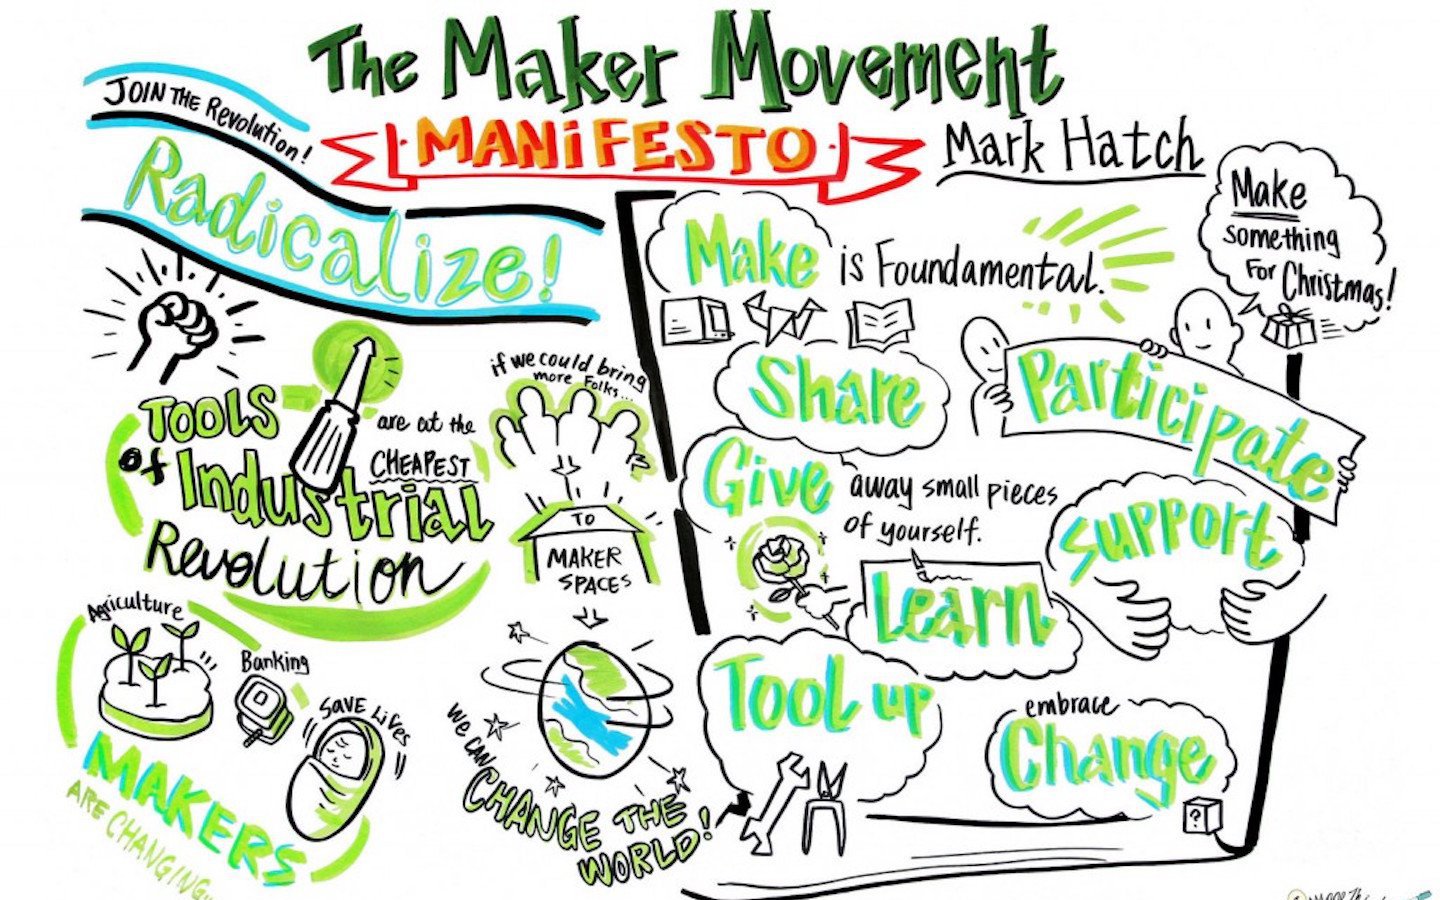 The Maker Movement
MANiFESTO
Mark Hatch
JOIN THE Revolution!
Radicalize!
TOOLS
of Industrial
Revolution
are at the
CHEAPEST
if we could bring
more Folks...
TO
MAKER
SPACES
we can
CHANGE THE
WORLD!
Agriculture
Banking
SAVE LiVes
MAKERS
ARE CHANGING..
Make is Foundamental.
Share
Give away small pieces
of yourself.
Learn
Tool up
Make
something
For Christmas!
Participate
Support
embrace
Change
?